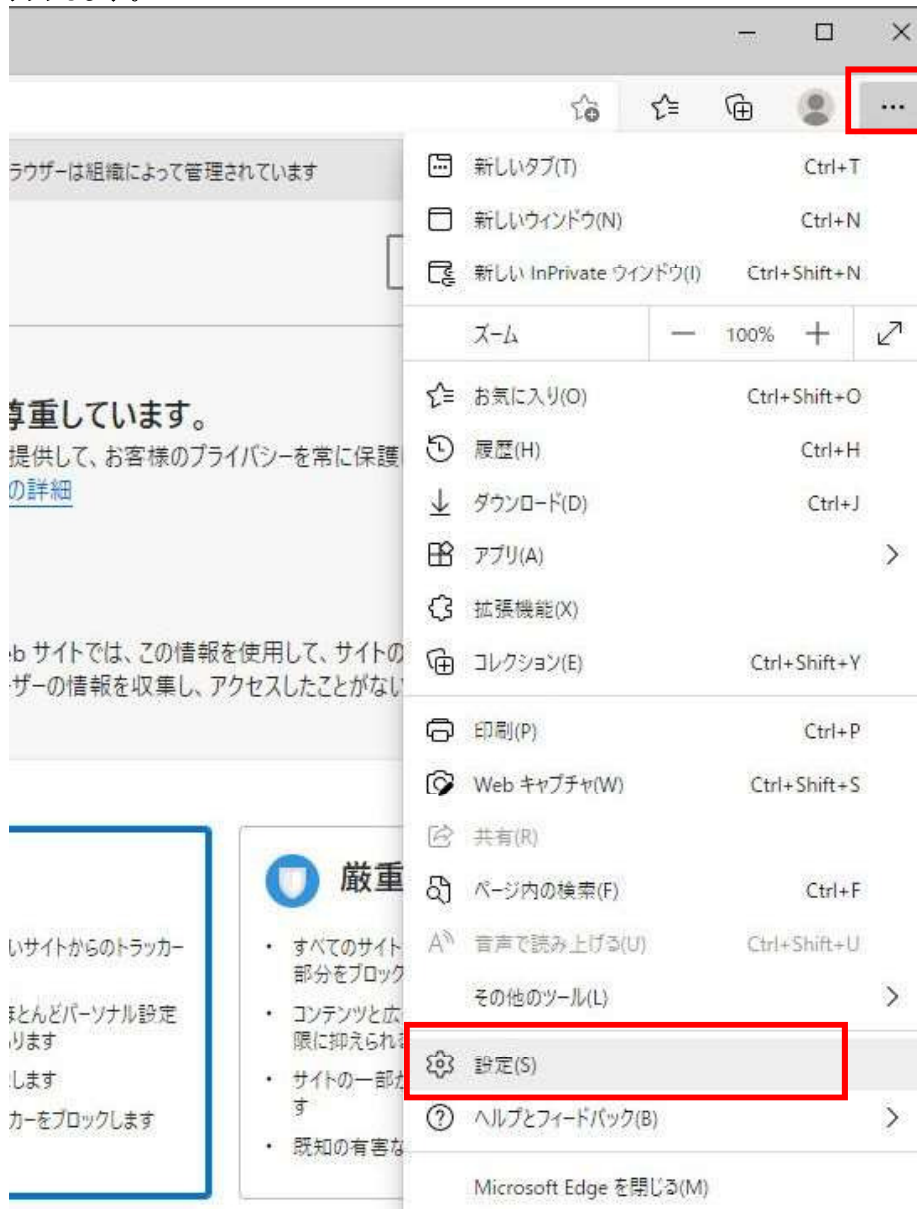 ラウザーは組織によって管理されています
尊重しています。
提供して、お客様のプライバシーを常に保護
の詳細
eb サイトでは、この情報を使用して、サイトの
ーザーの情報を収集し、アクセスしたことがない
いサイトからのトラッカー
ほとんどパーソナル設定
ります
します
カーをブロックします
厳重
• すべてのサイト
部分をブロック
• コンテンツと広
限に抑えられ
• サイトの一部が
す
• 既知の有害な
新しいタブ(T) Ctrl+T
新しいウィンドウ(N) Ctrl+N
新しい InPrivate ウィンドウ(I) Ctrl+Shift+N
ズーム 100%
お気に入り(O) Ctrl+Shift+O
履歴(H) Ctrl+H
ダウンロード(D) Ctrl+J
アプリ(A)
拡張機能(X)
コレクション(E) Ctrl+Shift+Y
印刷(P) Ctrl+P
Web キャプチャ(W) Ctrl+Shift+S
共有(R)
ページ内の検索(F) Ctrl+F
音声で読み上げる(U) Ctrl+Shift+U
その他のツール(L)
設定(S)
ヘルプとフィードバック(B)
Microsoft Edge を閉じる(M)